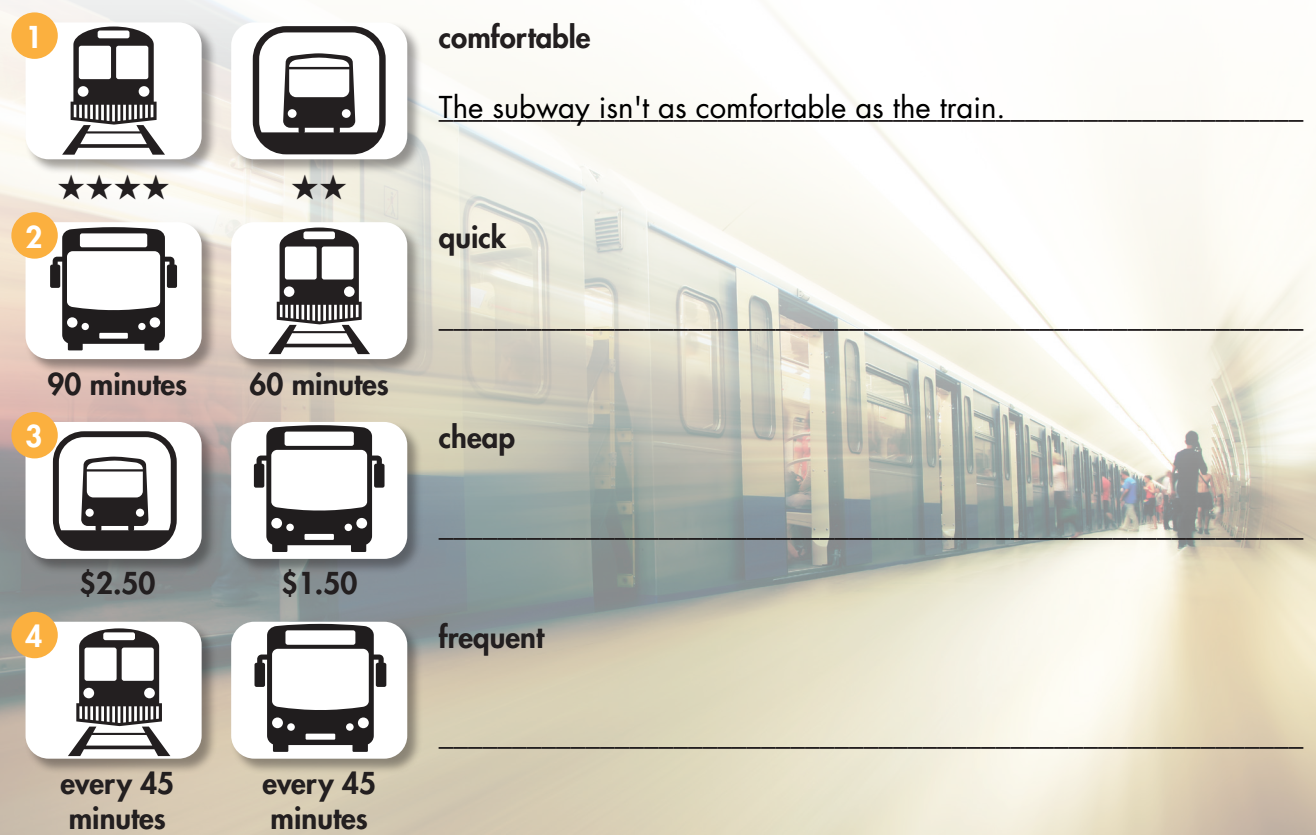 1
comfortable
The subway isn't as comfortable as the train.
★★★★ ★★
2
quick
90 minutes 60 minutes
3
cheap
$2.50 $1.50
4
frequent
every 45 every 45
minutes minutes